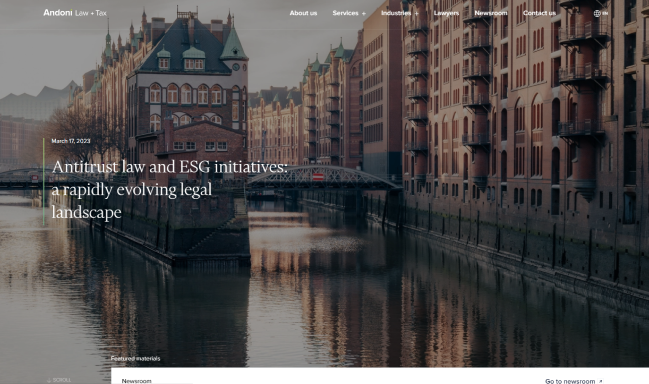 Andoni Law + Tax
About us Services + Industries + Lawyers Newsroom Contact us EN
March 17, 2023
Antitrust law and ESG initiatives:
a rapidly evolving legal
landscape
Featured materials
SCROLL
Newsroom Go to newsroom